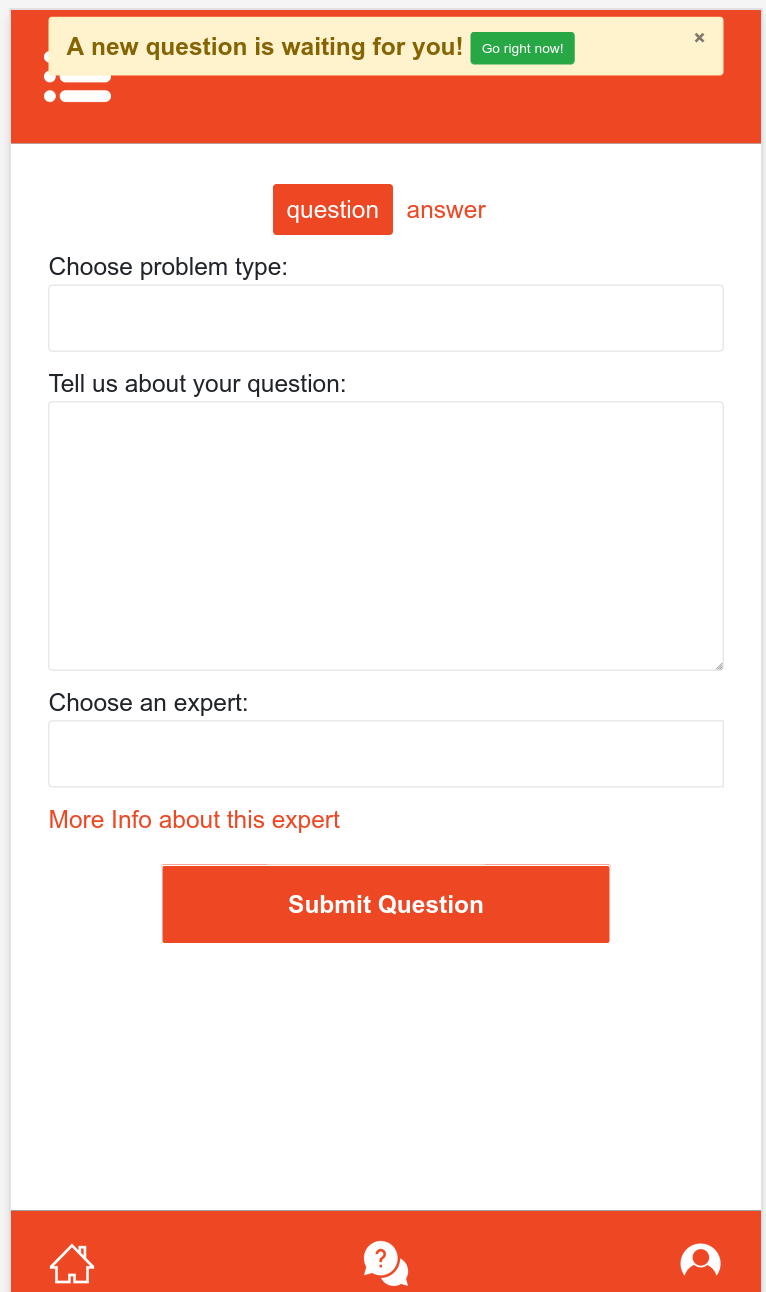 A new question is waiting for you! Go right now! ×
question answer
Choose problem type:
Tell us about your question:
Choose an expert:
More Info about this expert
Submit Question
?